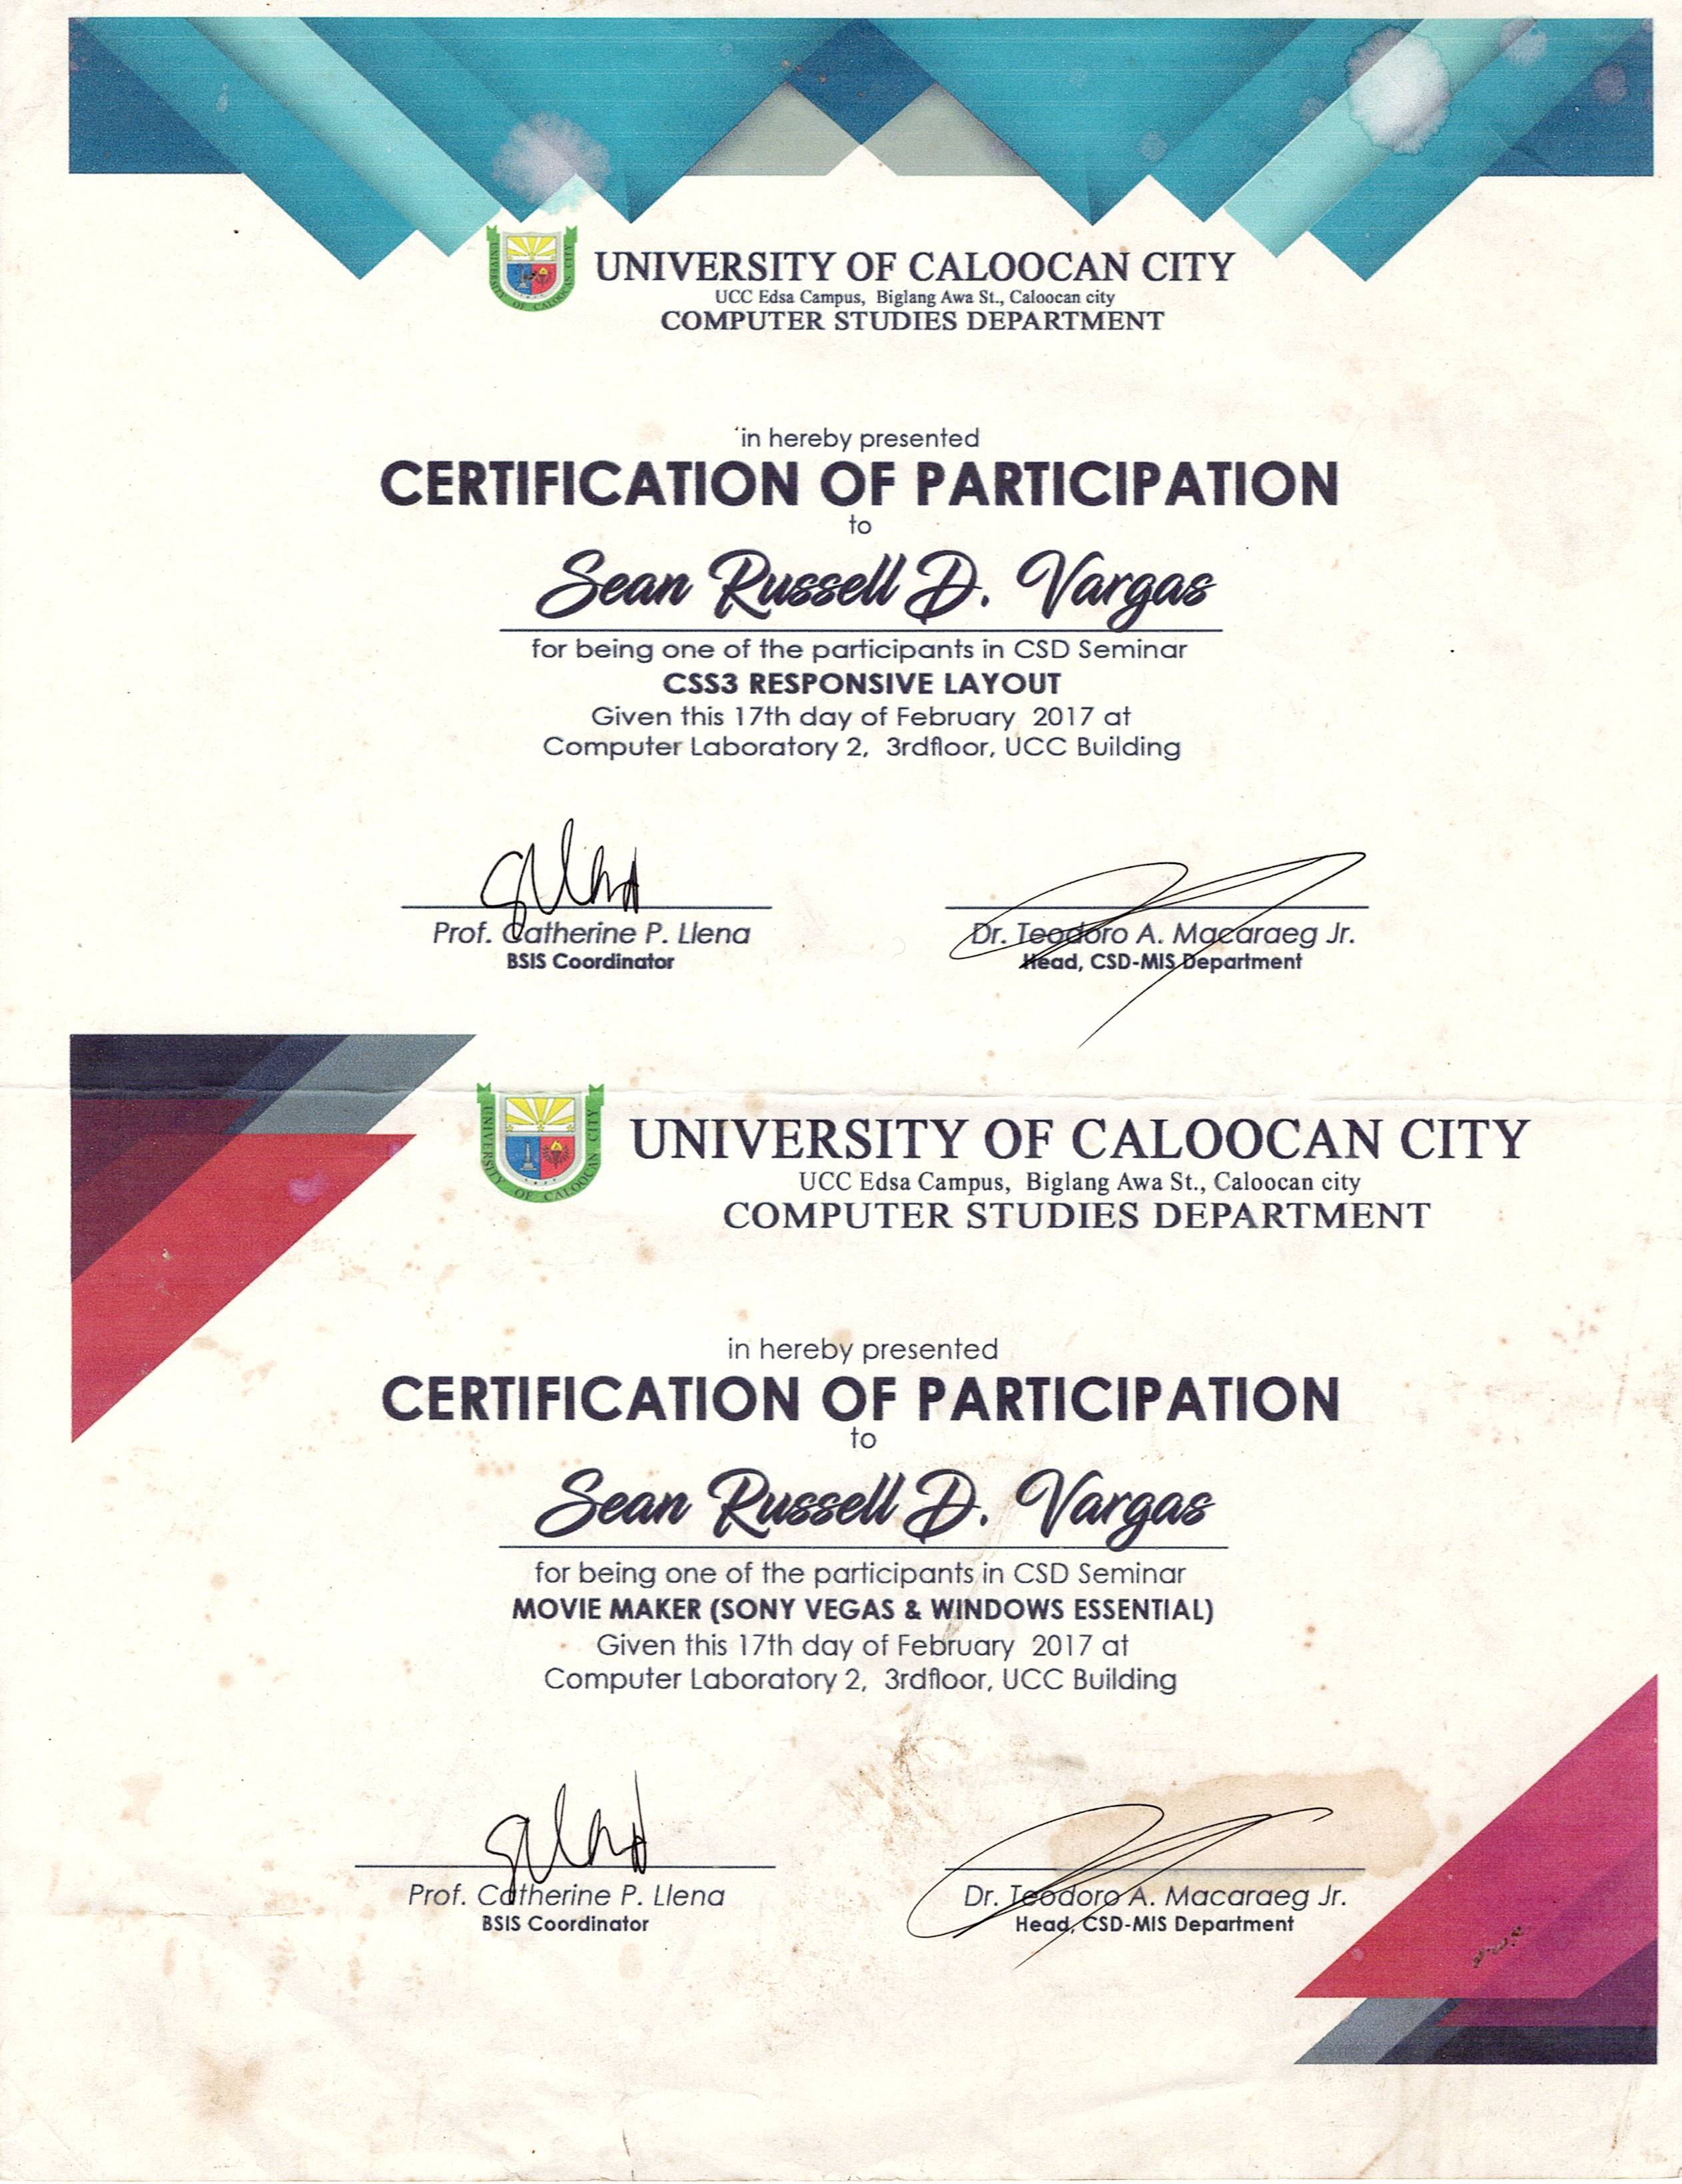 UNIVERSITY OF CALOOCAN CITY
UNIVERSITY OF CALOOCAN CITY
UCC Edsa Campus, Biglang Awa St., Caloocan city
COMPUTER STUDIES DEPARTMENT
in hereby presented
CERTIFICATION OF PARTICIPATION
to
Sean Russell D. Vargas
for being one of the participants in CSD Seminar
CSS3 RESPONSIVE LAYOUT
Given this 17th day of February 2017 at
Computer Laboratory 2, 3rdfloor, UCC Building
Prof. Catherine P. Llena
BSIS Coordinator
Dr. Teodoro A. Macaraeg Jr.
Head, CSD-MIS Department
UNIVERSITY OF CALOOCAN CITY
UNIVERSITY OF CALOOCAN CITY
UCC Edsa Campus, Biglang Awa St., Caloocan city
COMPUTER STUDIES DEPARTMENT
in hereby presented
CERTIFICATION OF PARTICIPATION
to
Sean Russell D. Vargas
for being one of the participants in CSD Seminar
MOVIE MAKER (SONY VEGAS & WINDOWS ESSENTIAL)
Given this 17th day of February 2017 at
Computer Laboratory 2, 3rdfloor, UCC Building
Prof. Catherine P. Llena
BSIS Coordinator
Dr. Teodoro A. Macaraeg Jr.
Head, CSD-MIS Department